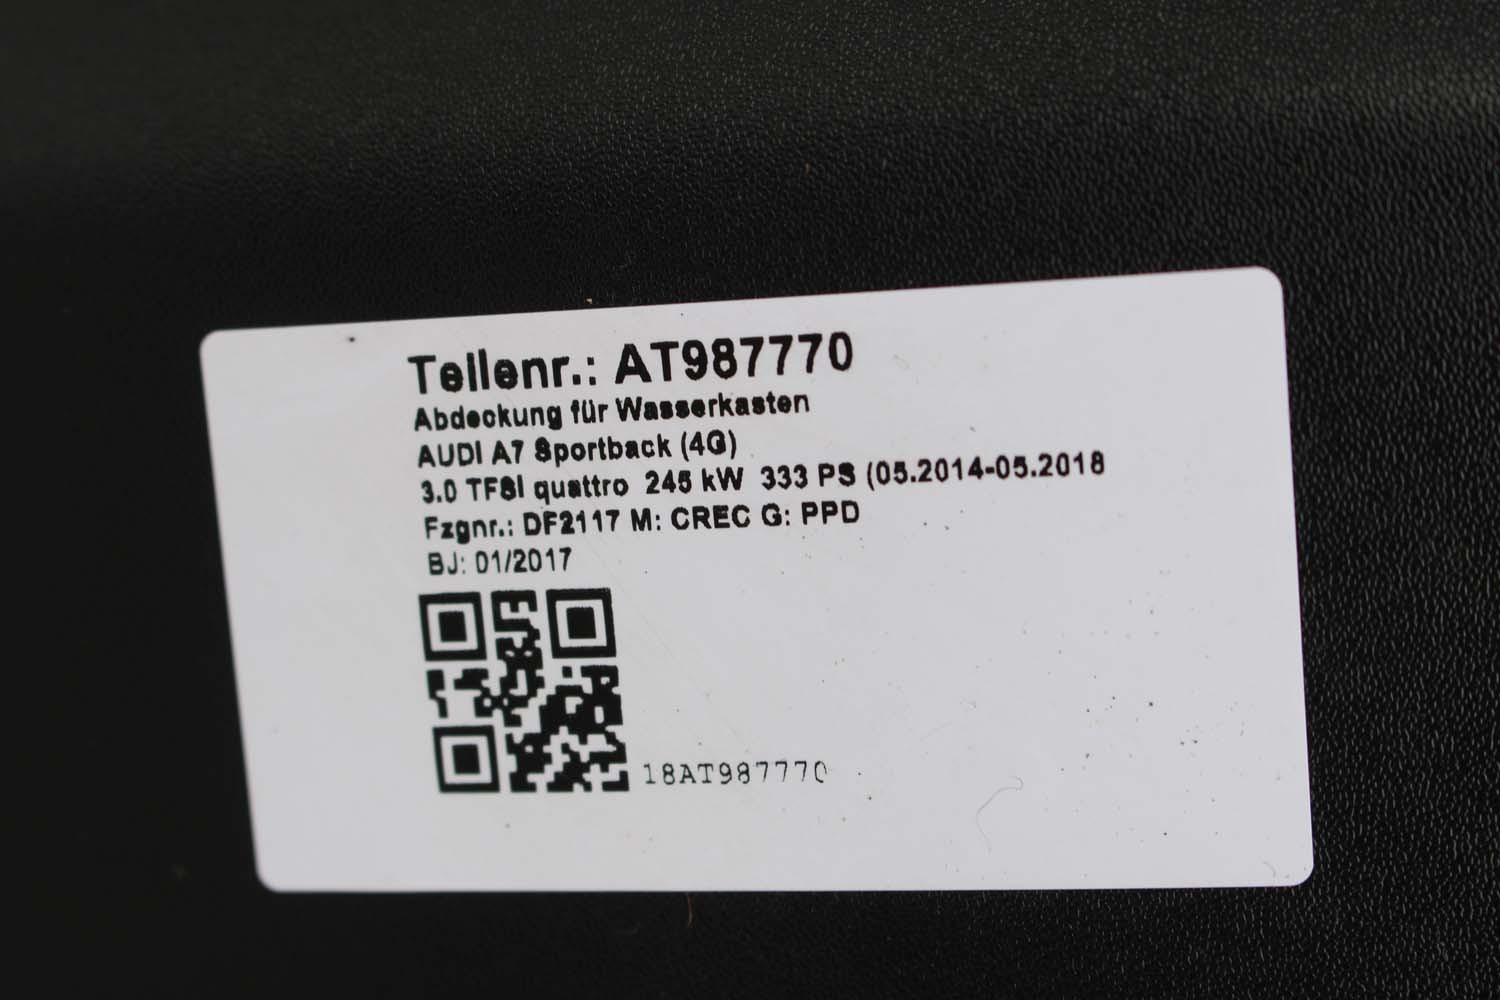 Teilenr.: AT987770
Abdeckung für Wasserkasten
AUDI A7 Sportback (4G)
3.0 TFSI quattro 245 kW 333 PS (05.2014-05.2018
Fzgnr.: DF2117 M: CREC G: PPD
BJ: 01/2017
18AT987770